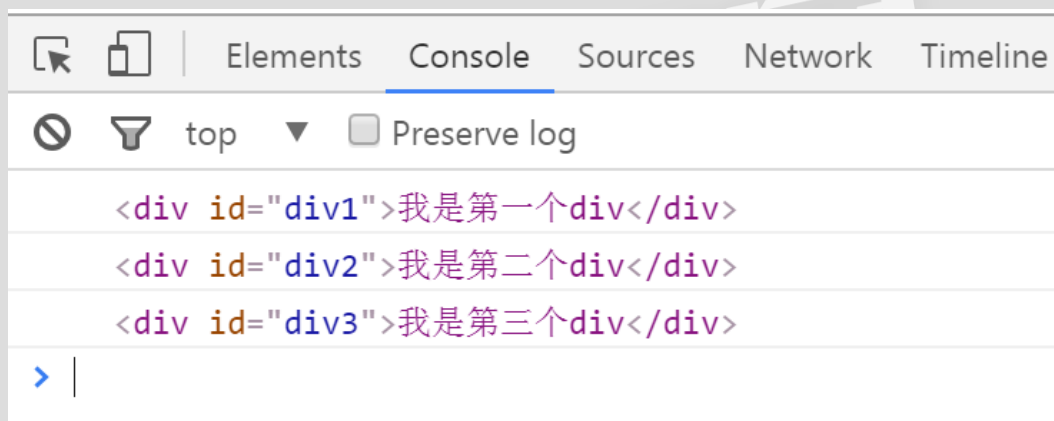 Elements Console Sources Network Timeline
top ▼ Preserve log
<div id="div1">我是第一个div</div>
<div id="div2">我是第二个div</div>
<div id="div3">我是第三个div</div>
>